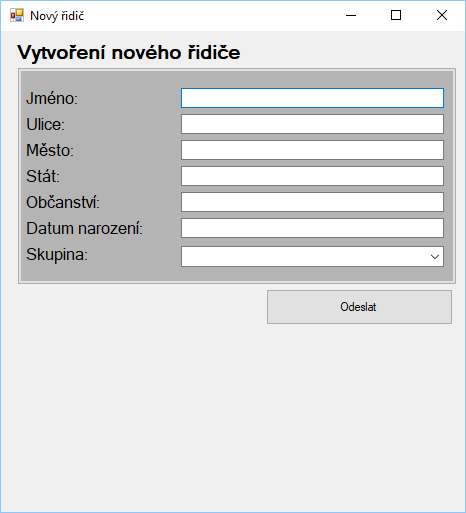 Nový řidič
Vytvoření nového řidiče
Jméno:
Ulice:
Město:
Stát:
Občanství:
Datum narození:
Skupina:
Odeslat